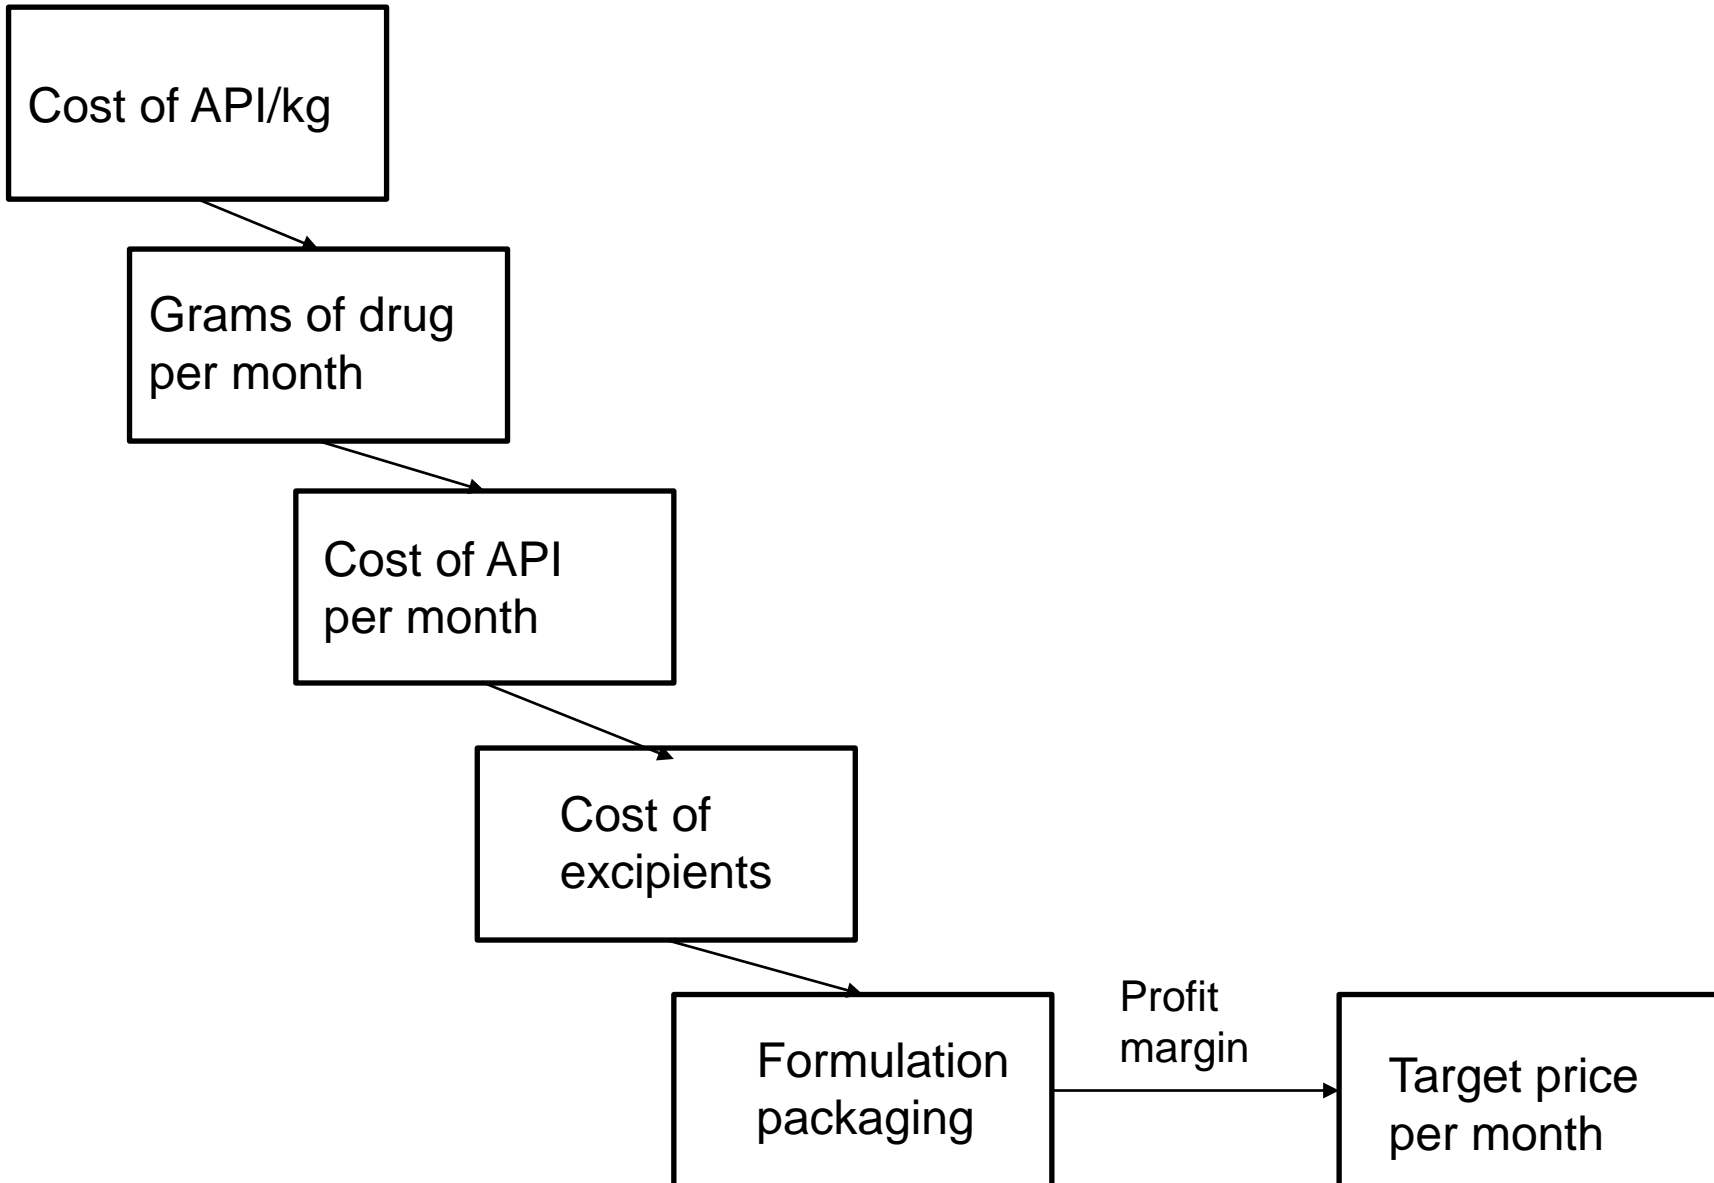 Cost of API/kg
Grams of drug
per month
Cost of API
per month
Cost of
excipients
Formulation
packaging
Profit
margin
Target price
per month